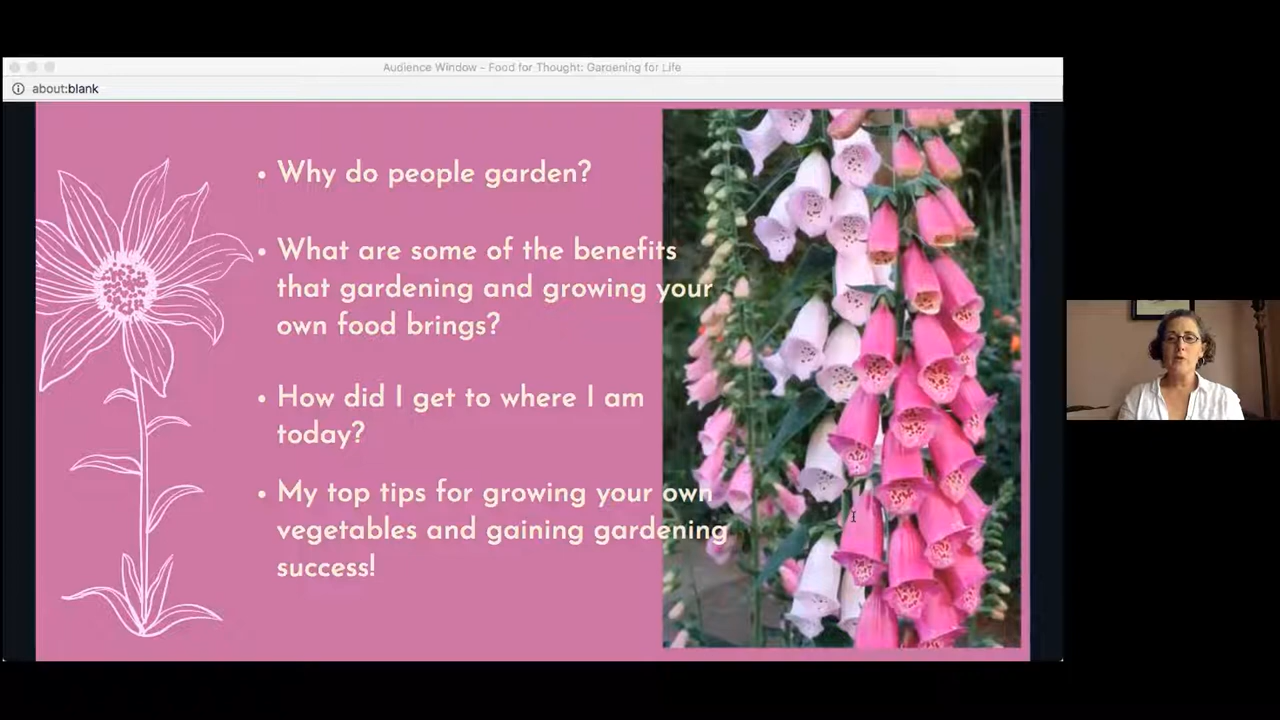 Audience Window - Food for Thought: Gardening for Life
about:blank
• Why do people garden?
• What are some of the benefits
that gardening and growing your
own food brings?
• How did I get to where I am
today?
• My top tips for growing your own
vegetables and gaining gardening
success!